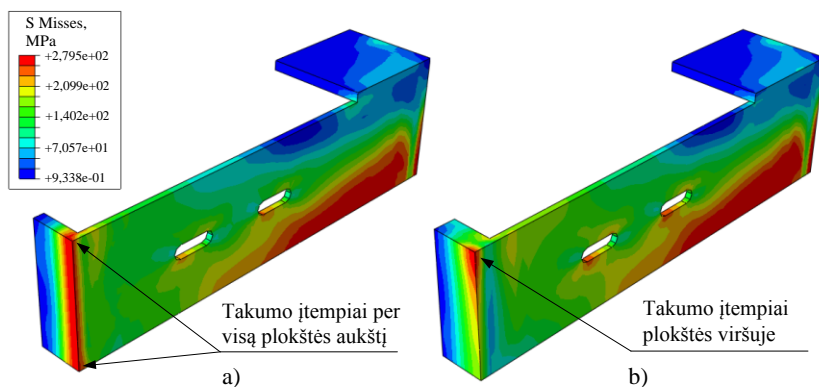 S Misses,
MPa
+2,795e+02
+2,099e+02
+1,402e+02
+7,057e+01
+9,338e-01
Takumo įtempiai per
visą plokštės aukštį
a)
Takumo įtempiai
plokštės viršuje
b)